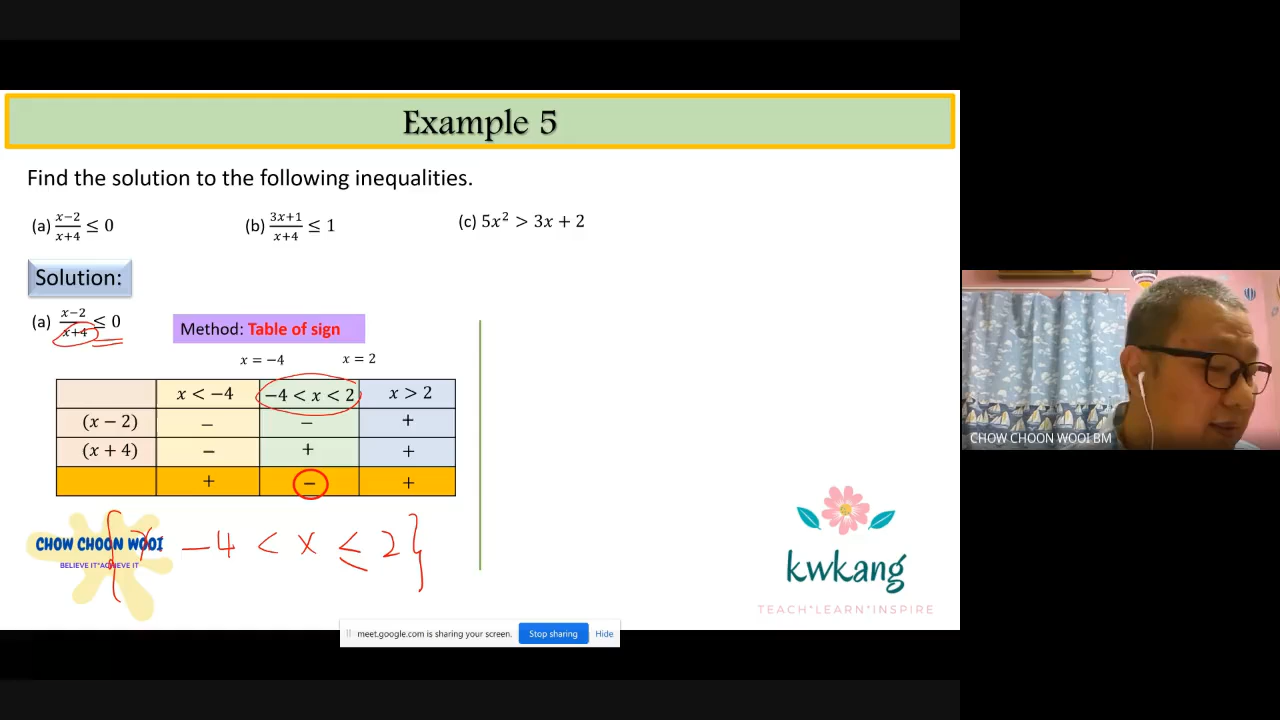 Example 5
Find the solution to the following inequalities.
(a) x−2/x+4 ≤ 0 (b) 3x+1/x+4 ≤ 1 (c) 5x² > 3x + 2
Solution:
(a) x−2/x+4 ≤ 0
Method: Table of sign
x = −4 x = 2
x < −4 −4 < x < 2 x > 2
(x − 2) − − +
(x + 4) − + +
+ − +
{x −4 < x ≤ 2}
CHOW CHOON WOOI
BELIEVE IT*ACHIEVE IT
kwkang
TEACH*LEARN*INSPIRE
meet.google.com is sharing your screen. Stop sharing Hide
CHOW CHOON WOOI BM